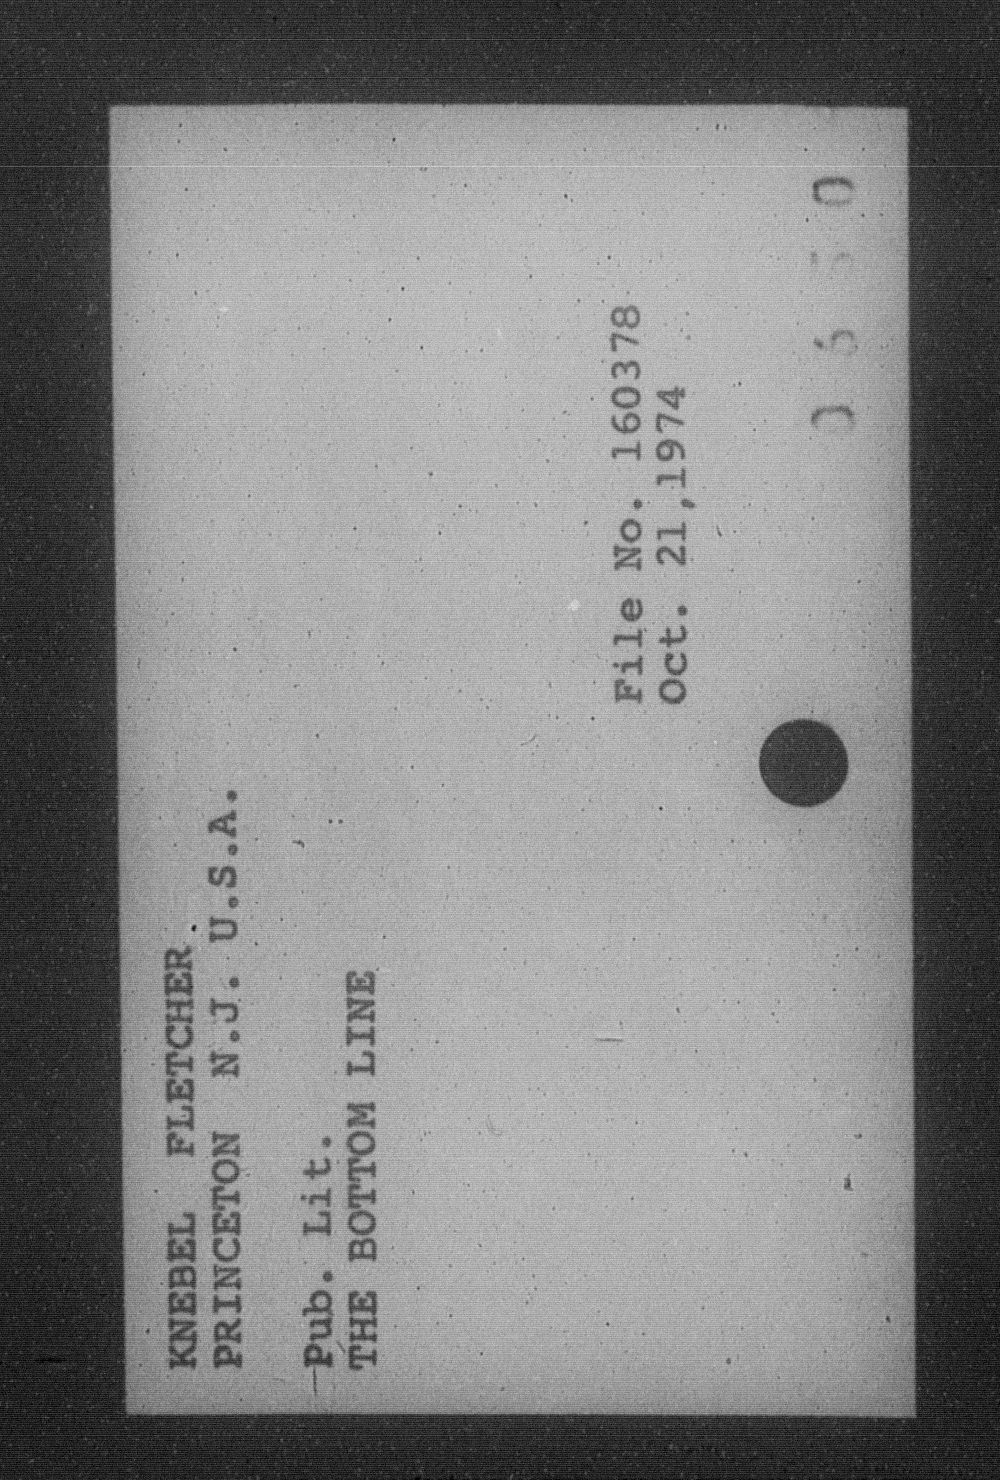 KNEBEL FLETCHER
PRINCETON N.J. U.S.A.
Pub. Lit.
THE BOTTOM LINE
File No. 160378
Oct. 21,1974